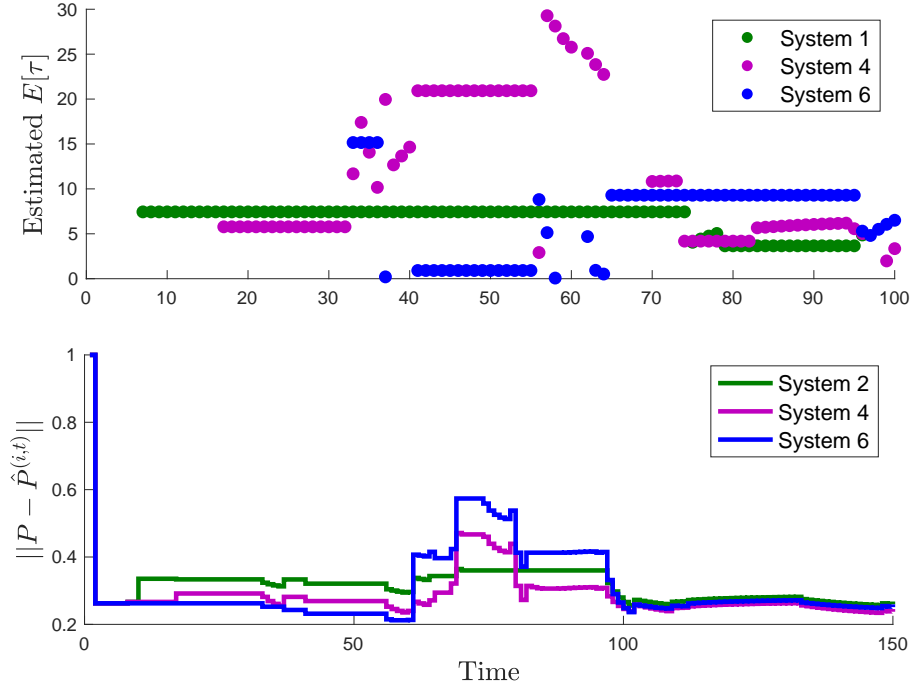 30
25
20
15
10
5
0
Estimated E[τ]
System 1
System 4
System 6
0 10 20 30 40 50 60 70 80 90 100
1
0.8
0.6
0.4
0.2
||P − P̂^{(i,t)}||
System 2
System 4
System 6
0 50 100 150
Time